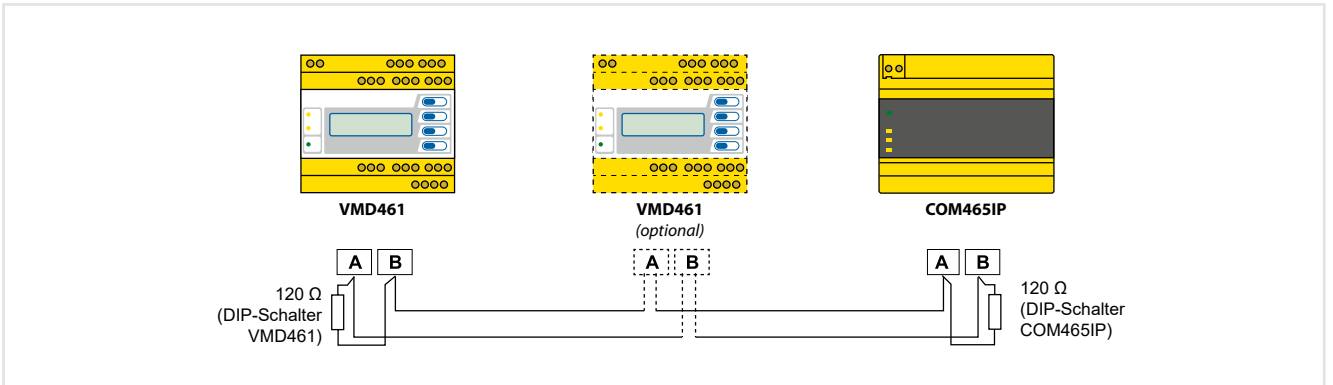 VMD461
VMD461
(optional)
COM465IP
A B
A B
A B
120 Ω
(DIP-Schalter
VMD461)
120 Ω
(DIP-Schalter
COM465IP)